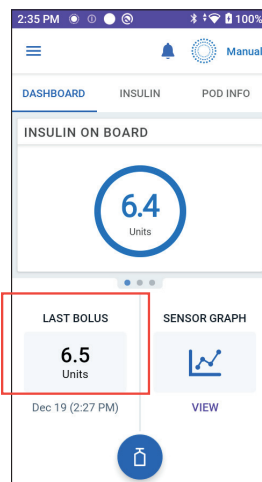 2:35 PM 100%
Manual
DASHBOARD INSULIN POD INFO
INSULIN ON BOARD
6.4
Units
LAST BOLUS SENSOR GRAPH
6.5
Units
Dec 19 (2:27 PM) VIEW